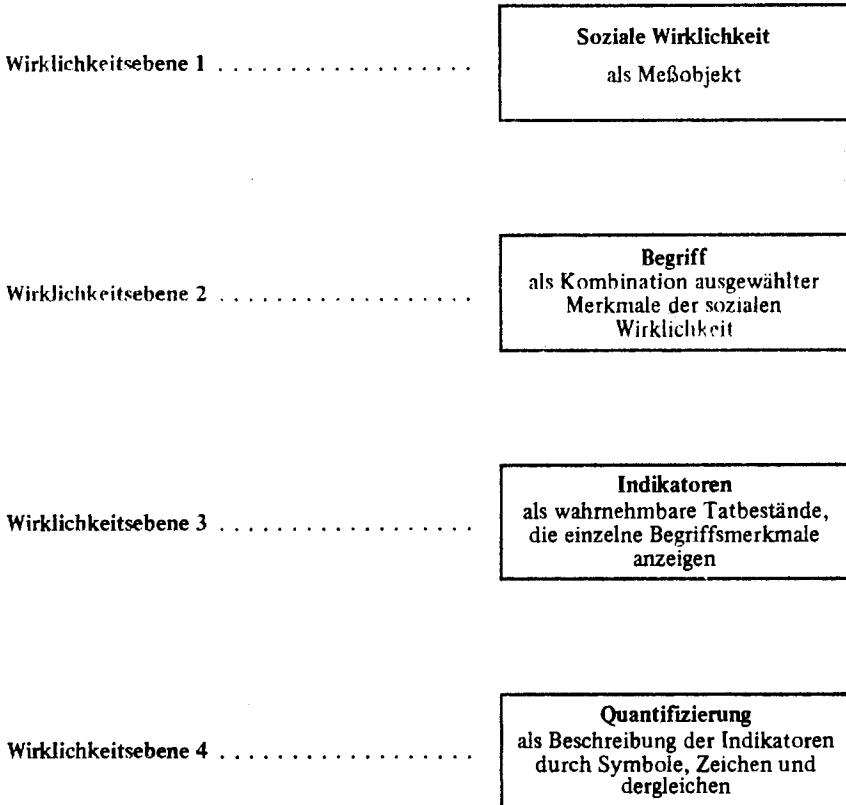 Soziale Wirklichkeit
Wirklichkeitsebene 1 . . . . . . . . . . . . . . . . .
als Meßobjekt
Begriff
als Kombination ausgewählter
Wirklichkeitsebene 2 . . . . . . . . . . . . . . . . .
Merkmale der sozialen
Wirklichkeit
Indikatoren
als wahrnehmbare Tatbestände,
Wirklichkeitsebene 3 . . . . . . . . . . . . . . . . .
die einzelne Begriffsmerkmale
anzeigen
Quantifizierung
als Beschreibung der Indikatoren
Wirklichkeitsebene 4 . . . . . . . . . . . . . . . . .
durch Symbole, Zeichen und
dergleichen